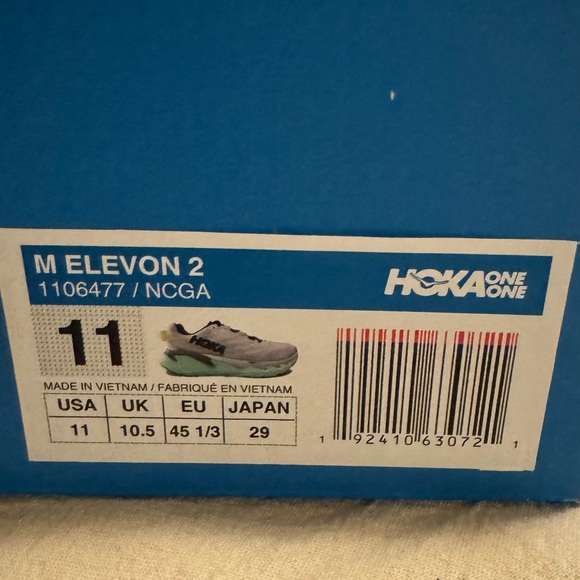 M ELEVON 2
1106477 / NCGA
HOKA ONE ONE
11
HOKA
MADE IN VIETNAM / FABRIQUÉ EN VIETNAM
USA UK EU JAPAN
11 10.5 45 1/3 29
1 92410 63072 1